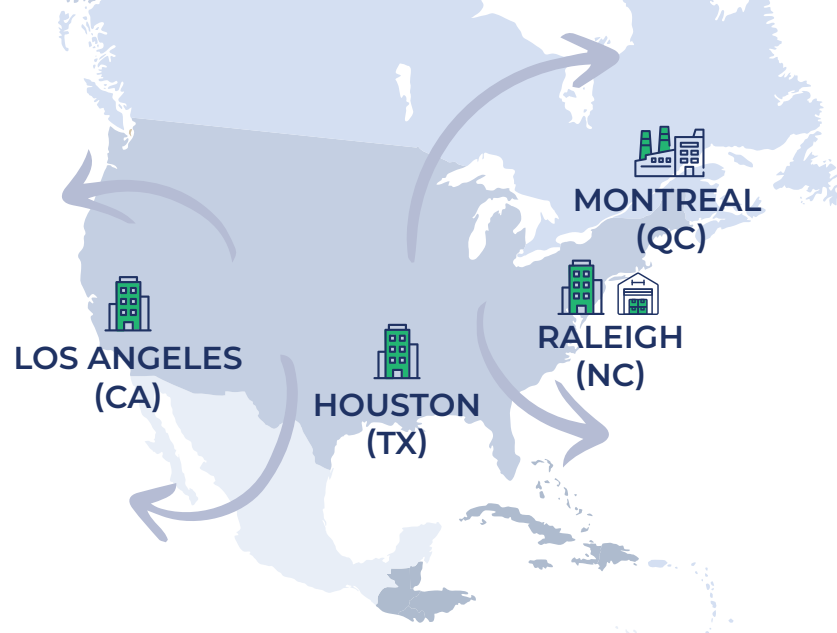 MONTREAL
(QC)
RALEIGH
(NC)
LOS ANGELES
(CA)
HOUSTON
(TX)